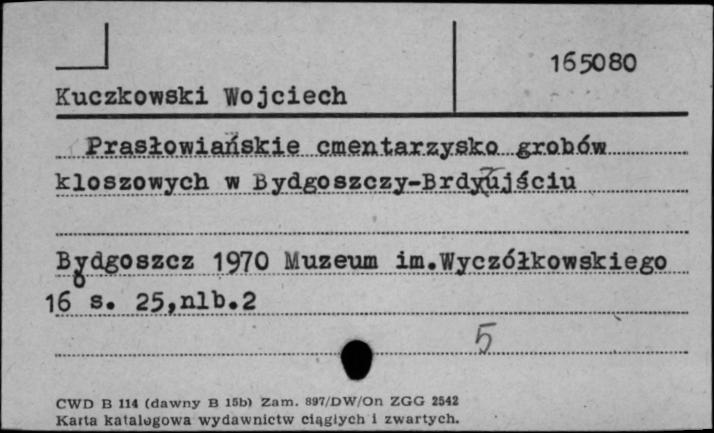 165080
Kuczkowski Wojciech
Prasłowiańskie cmentarzysko grobów
kloszowych w Bydgoszczy-Brdyujściu
Bydgoszcz 1970 Muzeum im.Wyczółkowskiego
16° s. 25,nlb.2
5
CWD B 114 (dawny B 15b) Zam. 897/DW/On ZGG 2542
Karta katalogowa wydawnictw ciągłych i zwartych.